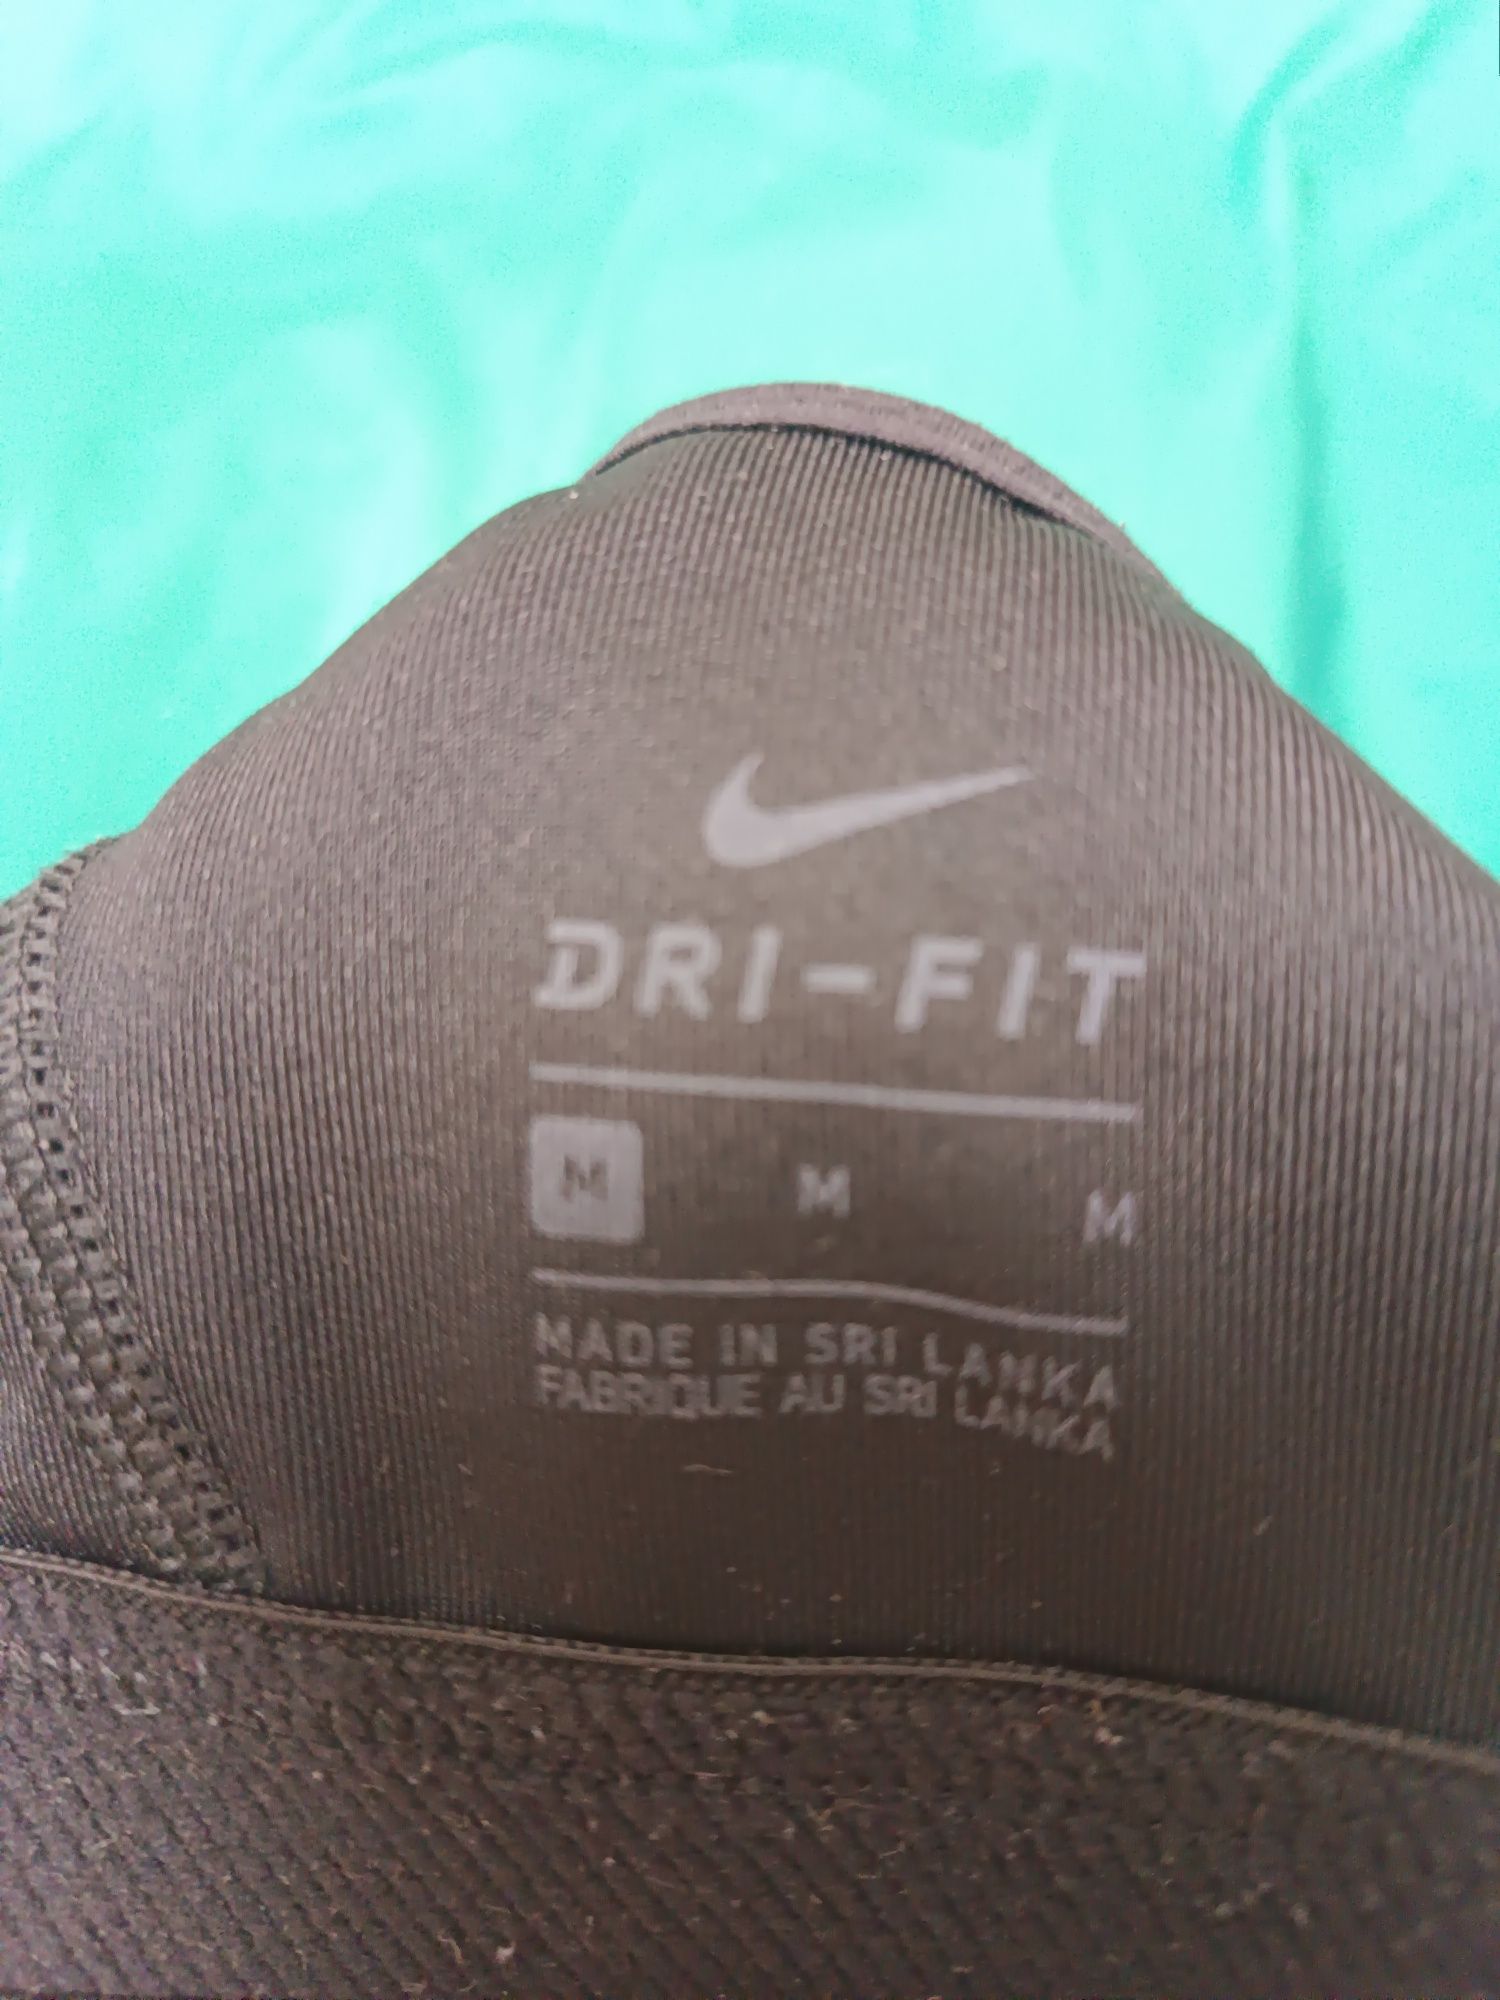 DRI-FIT
M M M
MADE IN SRI LANKA
FABRIQUE AU SRI LANKA